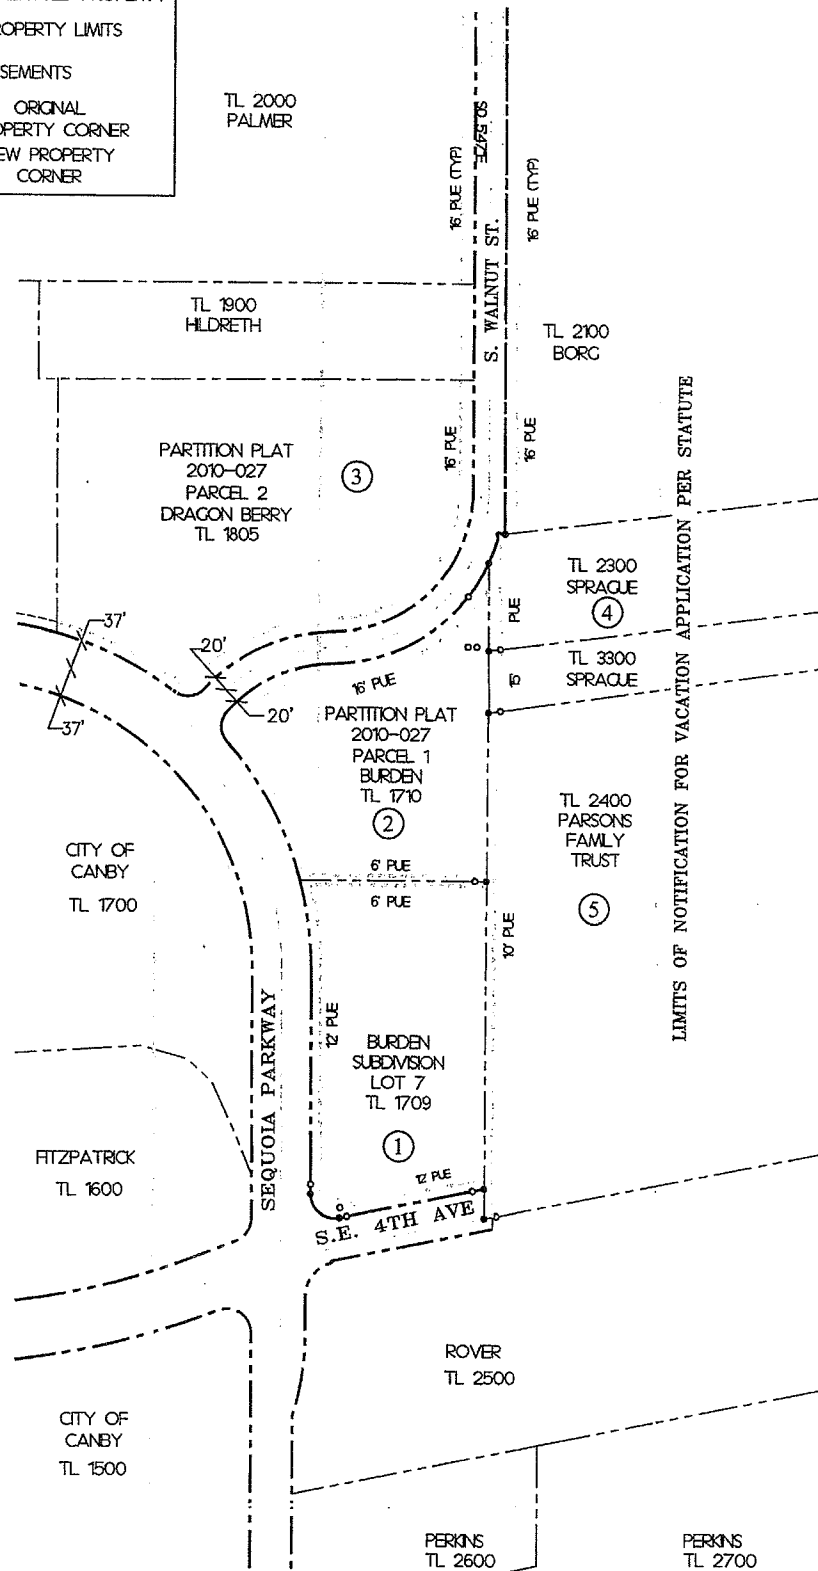 ROPERTY LIMITS
SEMENTS
ORIGINAL
OPERTY CORNER
EW PROPERTY
CORNER
TL 2000
PALMER
16' PUE (TYP)
S. WALNUT ST.
16' PUE (TYP)
TL 1900
HILDRETH
TL 2100
BORG
PARTITION PLAT
2010-027
PARCEL 2
DRAGON BERRY
TL 1805
3
16' PUE
16' PUE
LIMITS OF NOTIFICATION FOR VACATION APPLICATION PER STATUTE
TL 2300
SPRAGUE
4
PUE
TL 3300
SPRAGUE
15'
37'
37'
20'
20'
16' PUE
PARTITION PLAT
2010-027
PARCEL 1
BURDEN
TL 1710
2
TL 2400
PARSONS
FAMILY
TRUST
5
CITY OF
CANBY
TL 1700
6' PUE
6' PUE
10' PUE
12' PUE
SEQUOIA PARKWAY
BURDEN
SUBDIVISION
LOT 7
TL 1709
1
12' PUE
S.E. 4TH AVE
FITZPATRICK
TL 1600
ROVER
TL 2500
CITY OF
CANBY
TL 1500
PERKINS
TL 2600
PERKINS
TL 2700